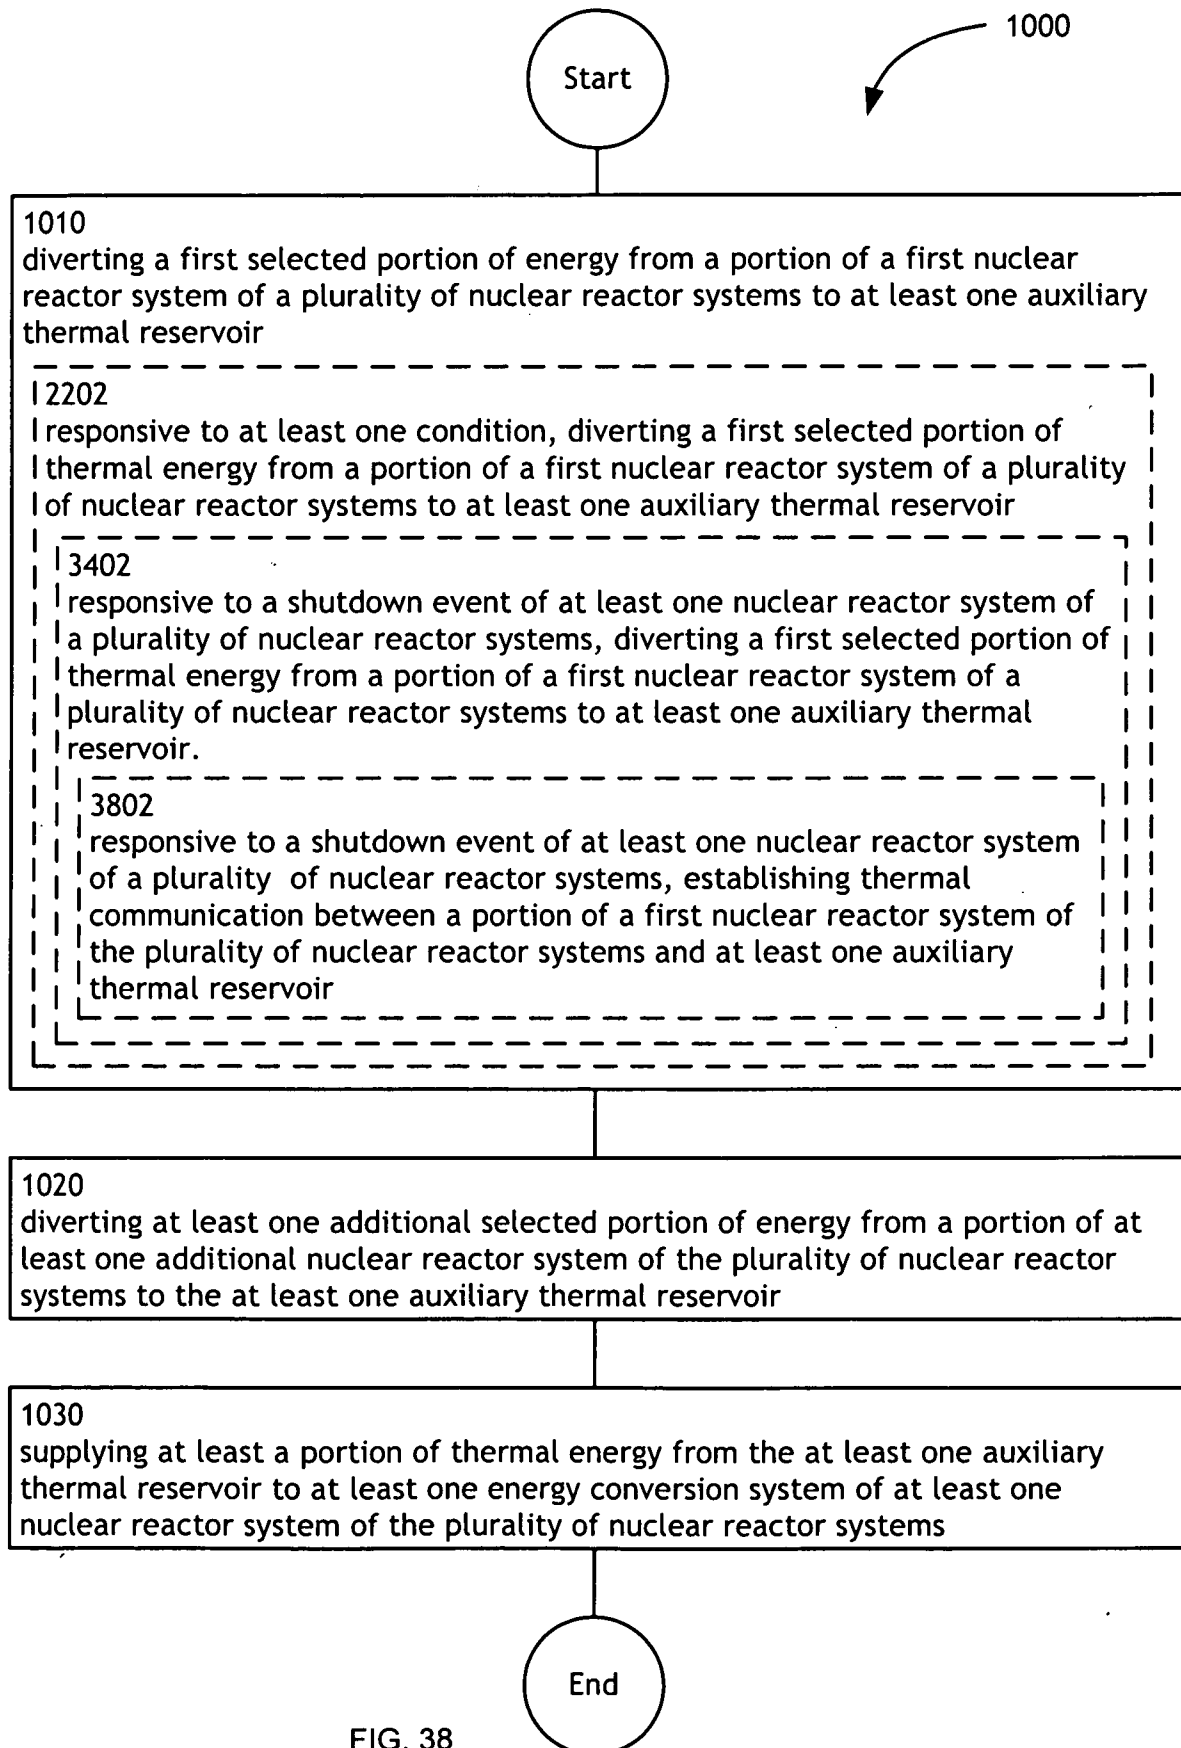 1000
Start
1010
diverting a first selected portion of energy from a portion of a first nuclear
reactor system of a plurality of nuclear reactor systems to at least one auxiliary
thermal reservoir
2202
responsive to at least one condition, diverting a first selected portion of
thermal energy from a portion of a first nuclear reactor system of a plurality
of nuclear reactor systems to at least one auxiliary thermal reservoir
3402
responsive to a shutdown event of at least one nuclear reactor system of
a plurality of nuclear reactor systems, diverting a first selected portion of
thermal energy from a portion of a first nuclear reactor system of a
plurality of nuclear reactor systems to at least one auxiliary thermal
reservoir.
3802
responsive to a shutdown event of at least one nuclear reactor system
of a plurality of nuclear reactor systems, establishing thermal
communication between a portion of a first nuclear reactor system of
the plurality of nuclear reactor systems and at least one auxiliary
thermal reservoir
1020
diverting at least one additional selected portion of energy from a portion of at
least one additional nuclear reactor system of the plurality of nuclear reactor
systems to the at least one auxiliary thermal reservoir
1030
supplying at least a portion of thermal energy from the at least one auxiliary
thermal reservoir to at least one energy conversion system of at least one
nuclear reactor system of the plurality of nuclear reactor systems
End
FIG. 38